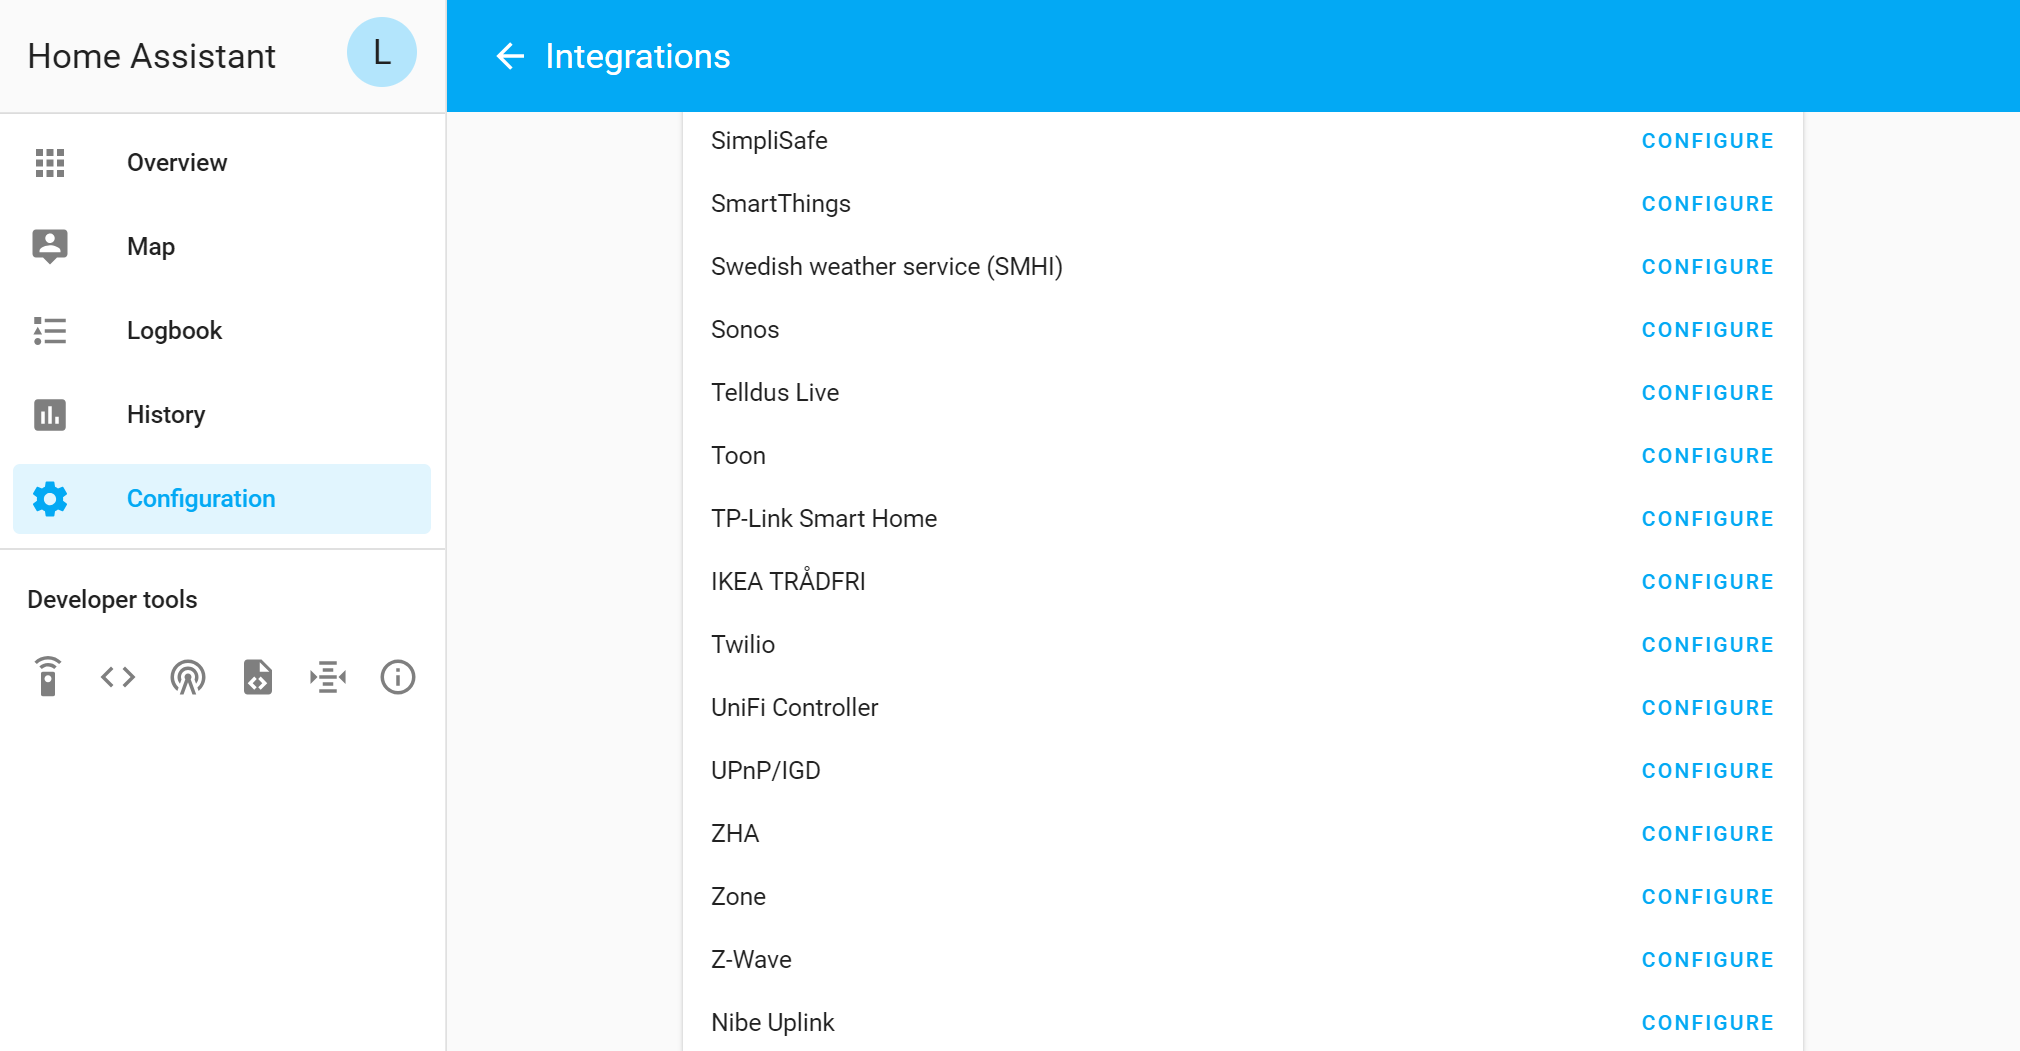 Home Assistant
L
Integrations
Overview
Map
Logbook
History
Configuration
Developer tools
SimpliSafe CONFIGURE
SmartThings CONFIGURE
Swedish weather service (SMHI) CONFIGURE
Sonos CONFIGURE
Telldus Live CONFIGURE
Toon CONFIGURE
TP-Link Smart Home CONFIGURE
IKEA TRÅDFRI CONFIGURE
Twilio CONFIGURE
UniFi Controller CONFIGURE
UPnP/IGD CONFIGURE
ZHA CONFIGURE
Zone CONFIGURE
Z-Wave CONFIGURE
Nibe Uplink CONFIGURE